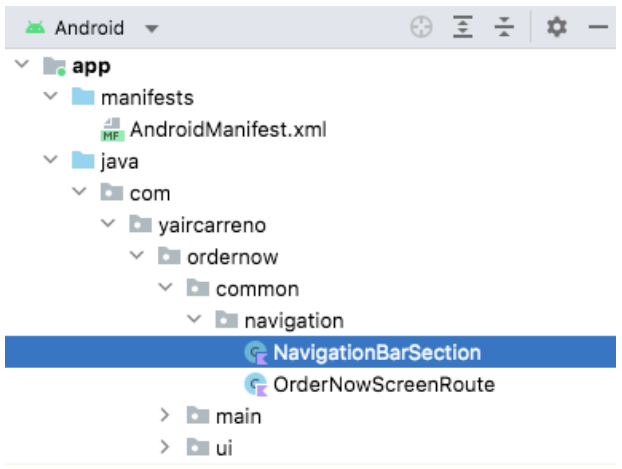 Android
app
manifests
MF AndroidManifest.xml
java
com
yaircarreno
ordernow
common
navigation
NavigationBarSection
OrderNowScreenRoute
main
ui